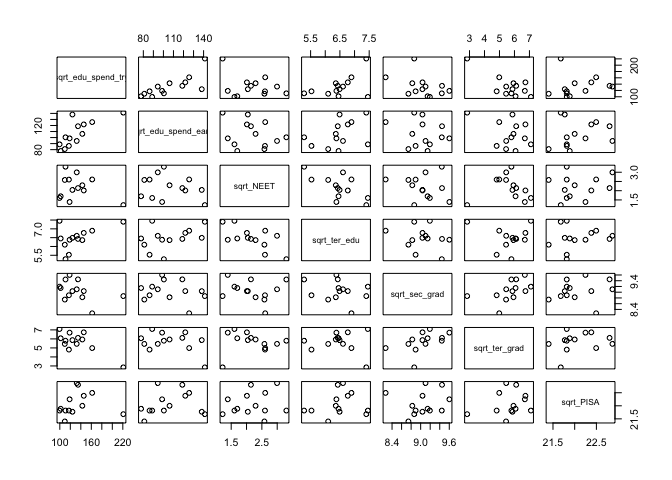 80 110 140 5.5 6.5 7.5 3 4 5 6 7
qrt_edu_spend_tr
100 200
80 120
rt_edu_spend_ear
sqrt_NEET
1.5 3.0
5.5 7.0
sqrt_ter_edu
sqrt_sec_grad
8.4 9.4
3 5 7
sqrt_ter_grad
sqrt_PISA
21.5
100 160 220 1.5 2.5 8.4 9.0 9.6 21.5 22.5